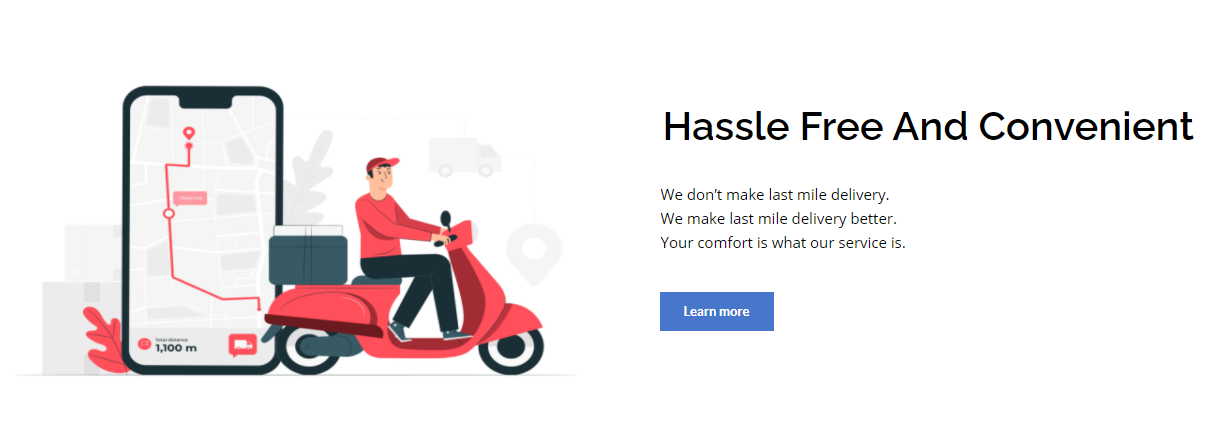 Hassle Free And Convenient
We don't make last mile delivery.
We make last mile delivery better.
Your comfort is what our service is.
Learn more
Total distance
1,100 m